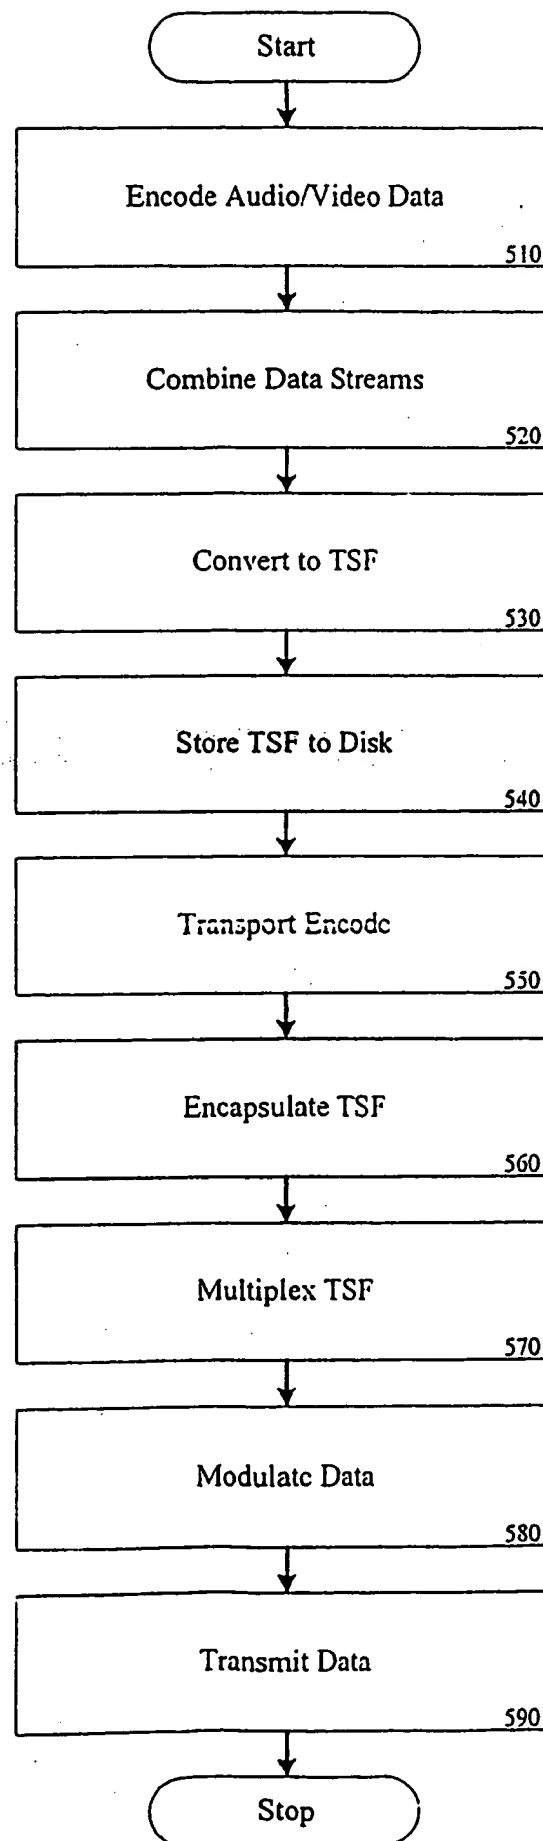 Start
Encode Audio/Video Data
510
Combine Data Streams
520
Convert to TSF
530
Store TSF to Disk
540
Transport Encode
550
Encapsulate TSF
560
Multiplex TSF
570
Modulate Data
580
Transmit Data
590
Stop